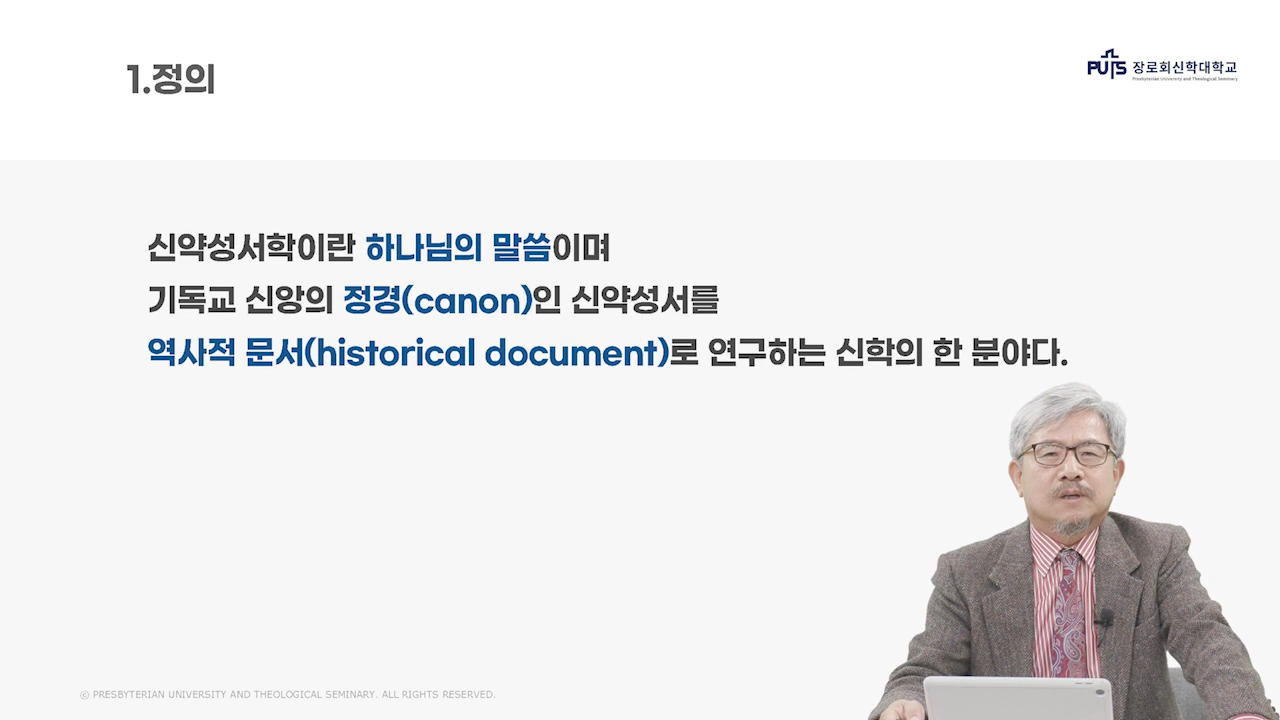 1.정의
PUTS 장로회신학대학교
Presbyterian University and Theological Seminary
신약성서학이란 하나님의 말씀이며
기독교 신앙의 정경(canon)인 신약성서를
역사적 문서(historical document)로 연구하는 신학의 한 분야다.
© PRESBYTERIAN UNIVERSITY AND THEOLOGICAL SEMINARY. ALL RIGHTS RESERVED.